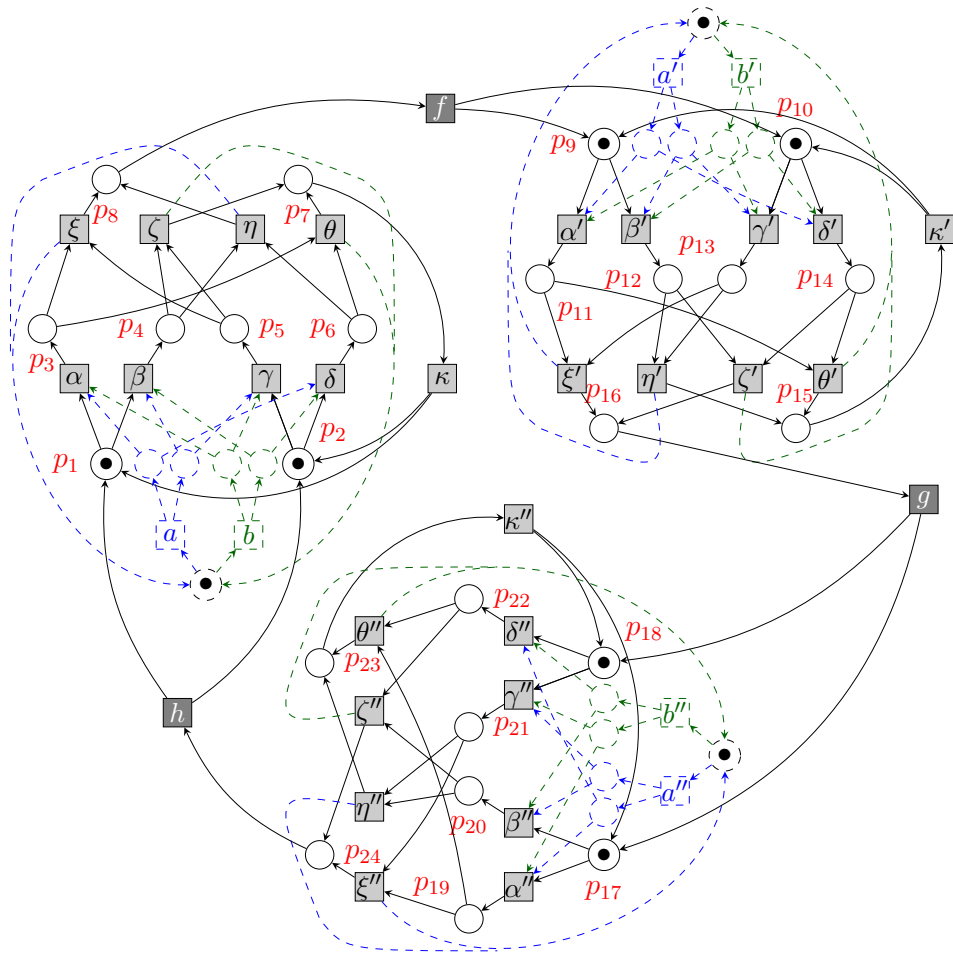 a′ b′
f p₁₀
p₉
p₈ p₇
ξ ζ η θ α′ β′ p₁₃ γ′ δ′ κ′
p₁₂ p₁₄
p₃ p₄ p₅ p₆ p₁₁
α β γ δ κ ξ′ η′ ζ′ θ′
p₁₆ p₁₅
p₂
p₁
g
a b κ″
p₂₂
θ″ δ″ p₁₈
p₂₃
γ″
h ζ″ p₂₁ b″
a″
η″ p₂₀ β″
p₂₄
ξ″ p₁₉ α″ p₁₇